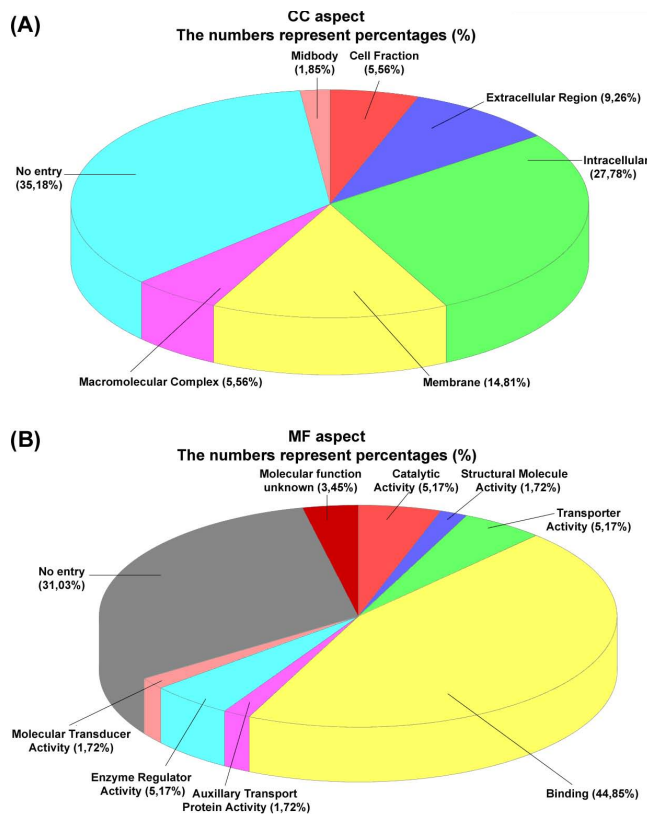 (A)
CC aspect
The numbers represent percentages (%)
Midbody
(1,85%)
Cell Fraction
(5,56%)
Extracellular Region (9,26%)
Intracellular
(27,78%)
No entry
(35,18%)
Macromolecular Complex (5,56%)
Membrane (14,81%)
(B)
MF aspect
The numbers represent percentages (%)
Molecular function
unknown (3,45%)
Catalytic
Activity (5,17%)
Structural Molecule
Activity (1,72%)
Transporter
Activity (5,17%)
No entry
(31,03%)
Molecular Transducer
Activity (1,72%)
Enzyme Regulator
Activity (5,17%)
Auxillary Transport
Protein Activity (1,72%)
Binding (44,85%)